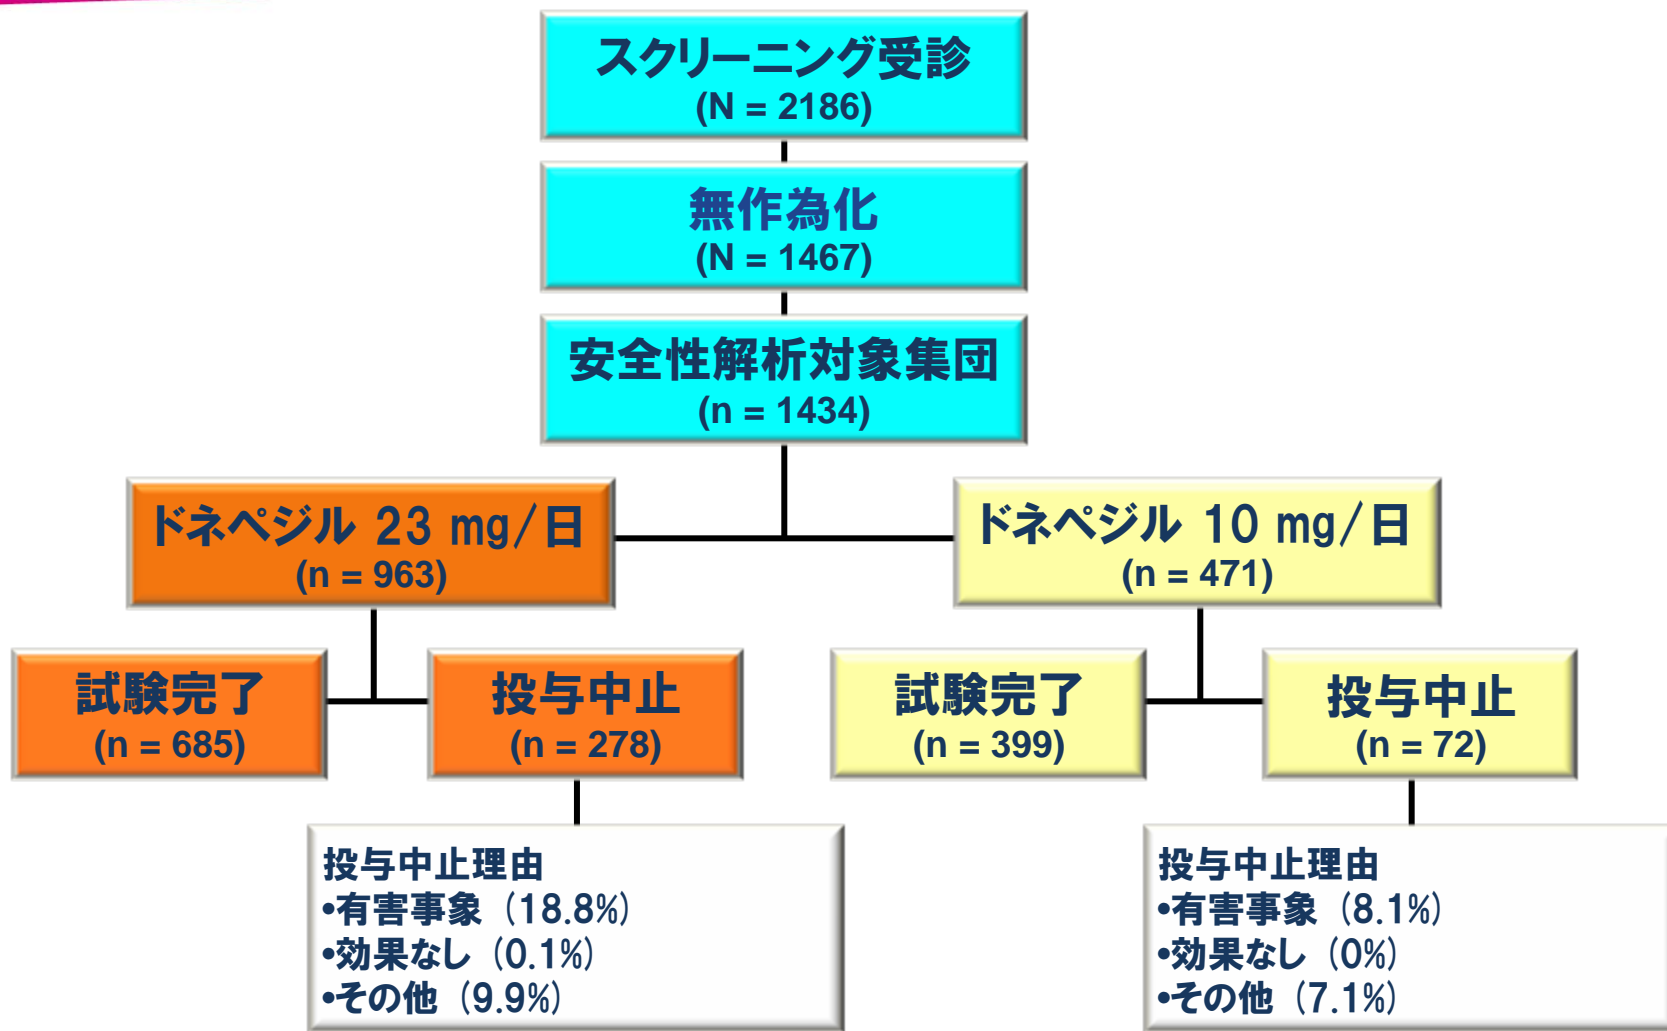 スクリーニング受診
(N = 2186)
無作為化
(N = 1467)
安全性解析対象集団
(n = 1434)
ドネペジル 23 mg/日
(n = 963)
ドネペジル 10 mg/日
(n = 471)
試験完了
(n = 685)
投与中止
(n = 278)
試験完了
(n = 399)
投与中止
(n = 72)
投与中止理由
•有害事象 (18.8%)
•効果なし (0.1%)
•その他 (9.9%)
投与中止理由
•有害事象 (8.1%)
•効果なし (0%)
•その他 (7.1%)